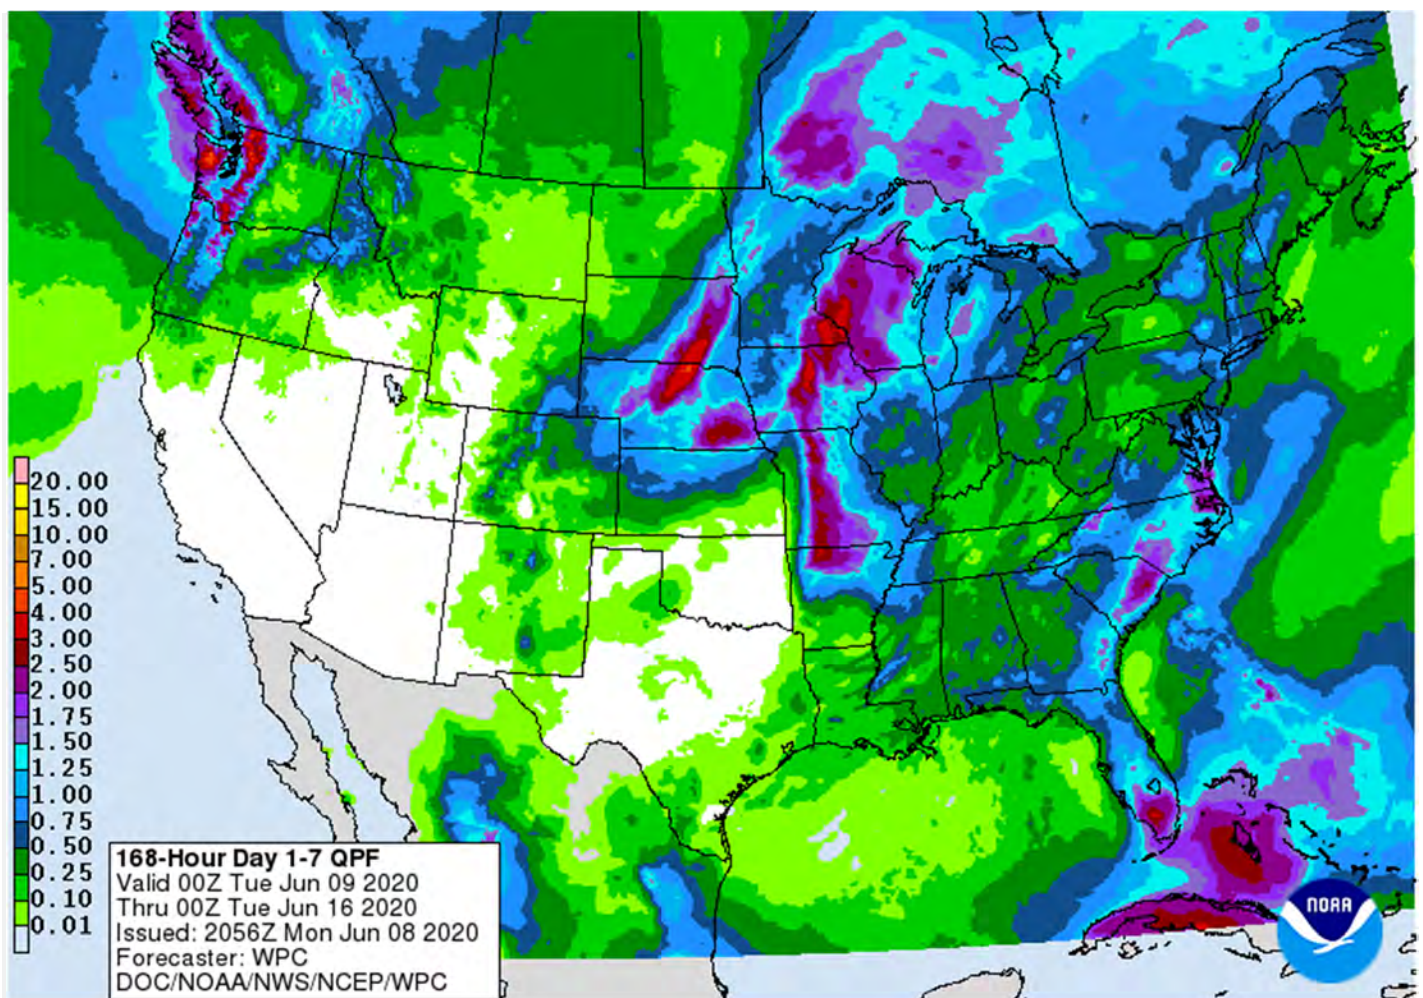 20.00
15.00
10.00
7.00
5.00
4.00
3.00
2.50
2.00
1.75
1.50
1.25
1.00
0.75
0.50
0.25
0.10
0.01
168-Hour Day 1-7 QPF
Valid 00Z Tue Jun 09 2020
Thru 00Z Tue Jun 16 2020
Issued: 2056Z Mon Jun 08 2020
Forecaster: WPC
DOC/NOAA/NWS/NCEP/WPC
NOAA